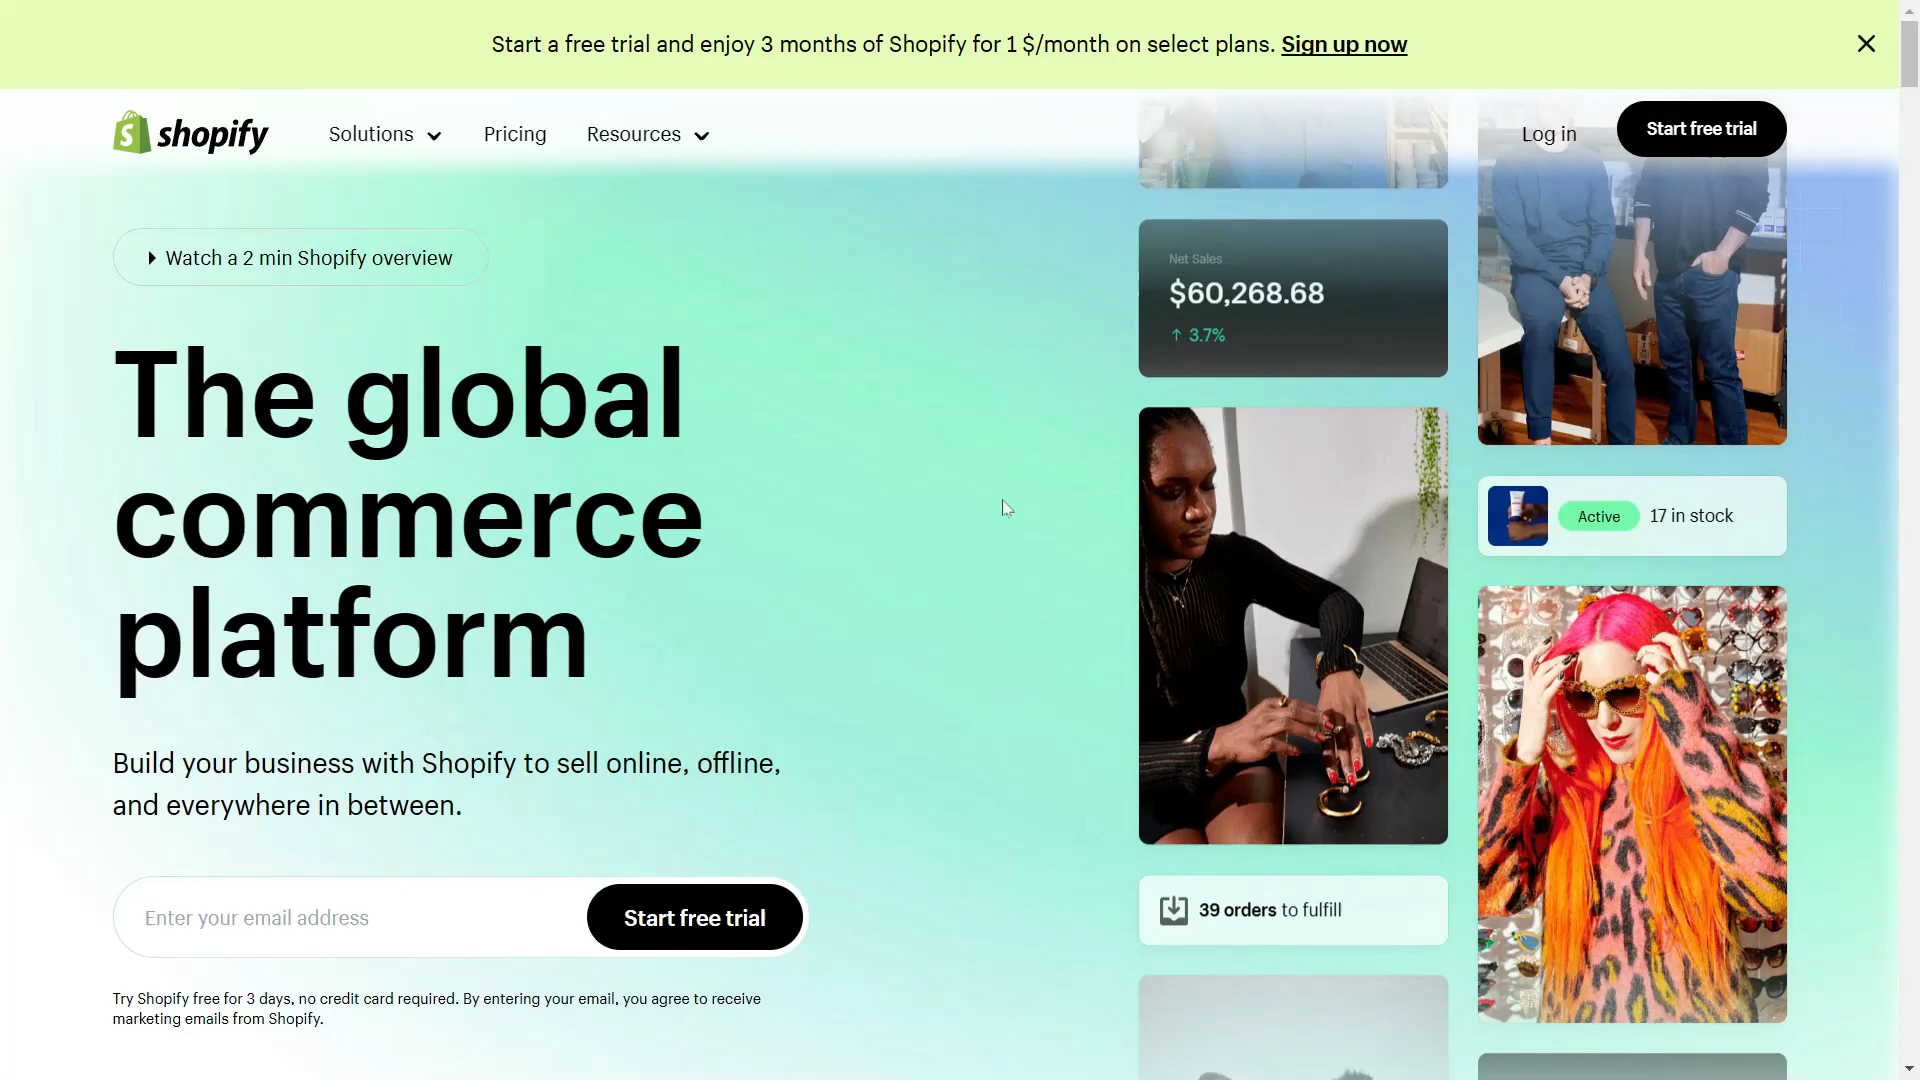 Start a free trial and enjoy 3 months of Shopify for 1 $/month on select plans. Sign up now
shopify
Solutions
Pricing
Resources
Log in
Start free trial
Watch a 2 min Shopify overview
The global
commerce
platform
Build your business with Shopify to sell online, offline,
and everywhere in between.
Enter your email address
Start free trial
Try Shopify free for 3 days, no credit card required. By entering your email, you agree to receive
marketing emails from Shopify.
Net Sales
$60,268.68
↑ 3.7%
39 orders to fulfill
Active
17 in stock